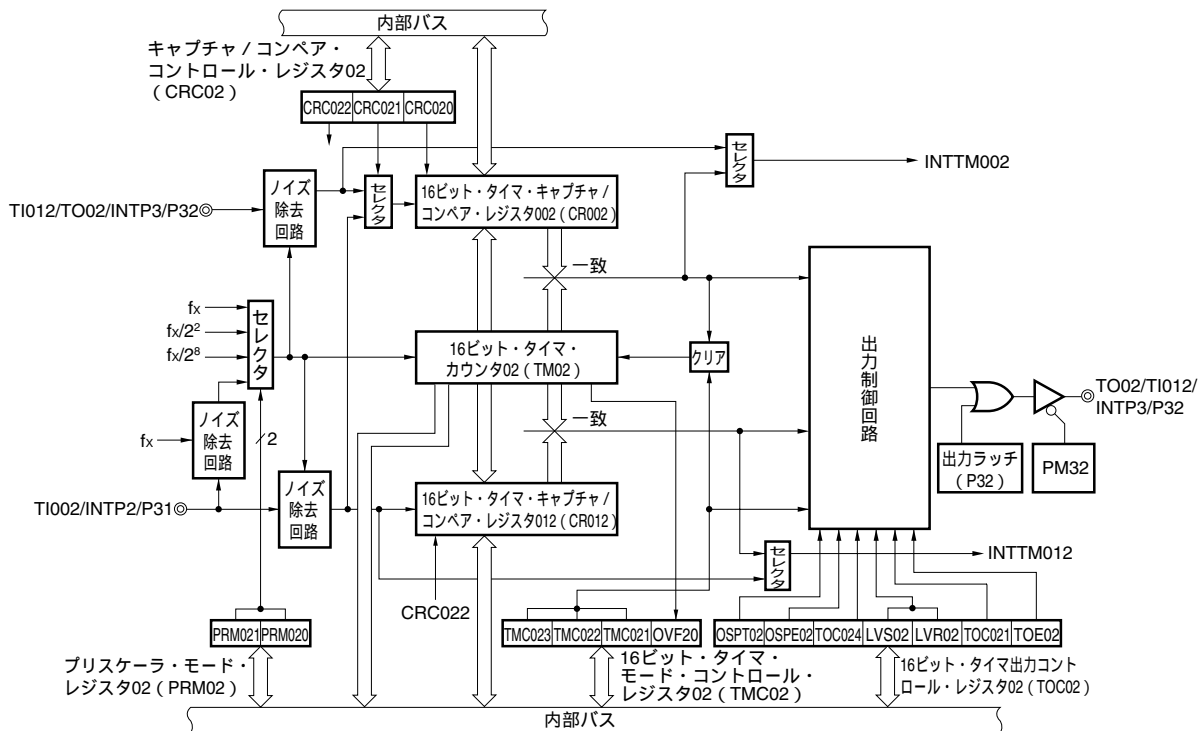 内部バス
キャプチャ / コンペア・
コントロール・レジスタ02
( CRC02 )
CRC022 CRC021 CRC020
セレクタ
INTTM002
ノイズ
除去
回路
セレクタ
16ビット・タイマ・キャプチャ /
コンペア・レジスタ002 ( CR002 )
TI012/TO02/INTP3/P32
一致
fx
fx/2²
fx/2⁸
セレクタ
16ビット・タイマ・
カウンタ02 ( TM02 )
クリア
出力制御回路
TO02/TI012/
INTP3/P32
fx
ノイズ
除去
回路
2
一致
出力ラッチ
( P32 )
PM32
TI002/INTP2/P31
ノイズ
除去
回路
16ビット・タイマ・キャプチャ /
コンペア・レジスタ012 ( CR012 )
セレクタ
INTTM012
CRC022
PRM021 PRM020
TMC023 TMC022 TMC021 OVF20
OSPT02 OSPE02 TOC024 LVS02 LVR02 TOC021 TOE02
プリスケーラ・モード・
レジスタ02 ( PRM02 )
16ビット・タイマ・
モード・コントロール・
レジスタ02 ( TMC02 )
16ビット・タイマ出力コント
ロール・レジスタ02 ( TOC02 )
内部バス